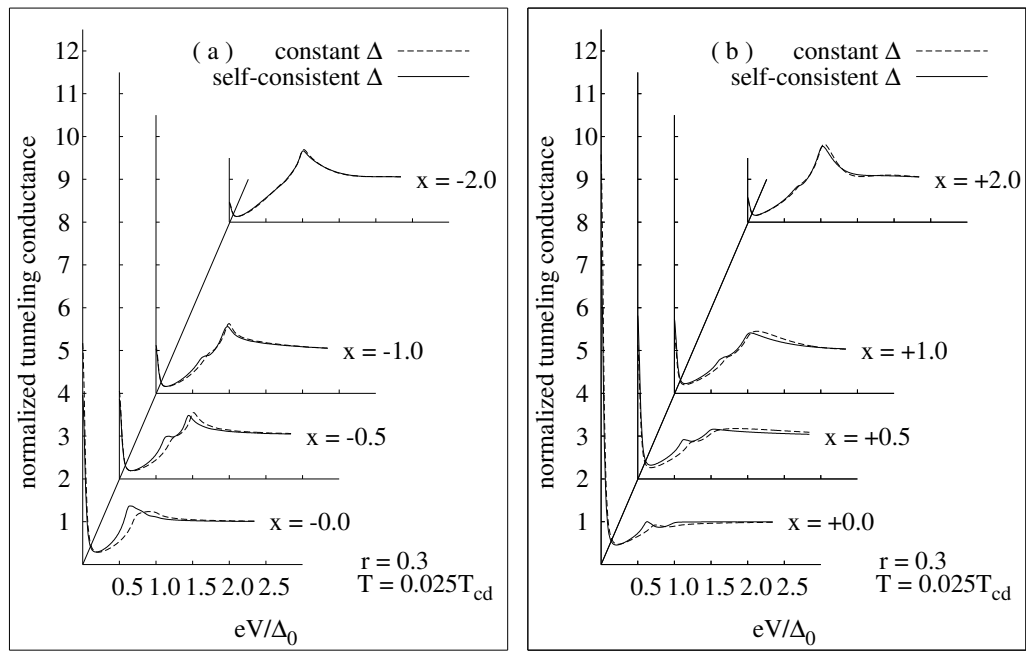 ( a )
constant Δ
self-consistent Δ
normalized tunneling conductance
12
11
10
9
8
7
6
5
4
3
2
1
x = -2.0
x = -1.0
x = -0.5
x = -0.0
r = 0.3
T = 0.025T_cd
0.5 1.0 1.5 2.0 2.5
eV/Δ_0
( b )
constant Δ
self-consistent Δ
normalized tunneling conductance
12
11
10
9
8
7
6
5
4
3
2
1
x = +2.0
x = +1.0
x = +0.5
x = +0.0
r = 0.3
T = 0.025T_cd
0.5 1.0 1.5 2.0 2.5
eV/Δ_0